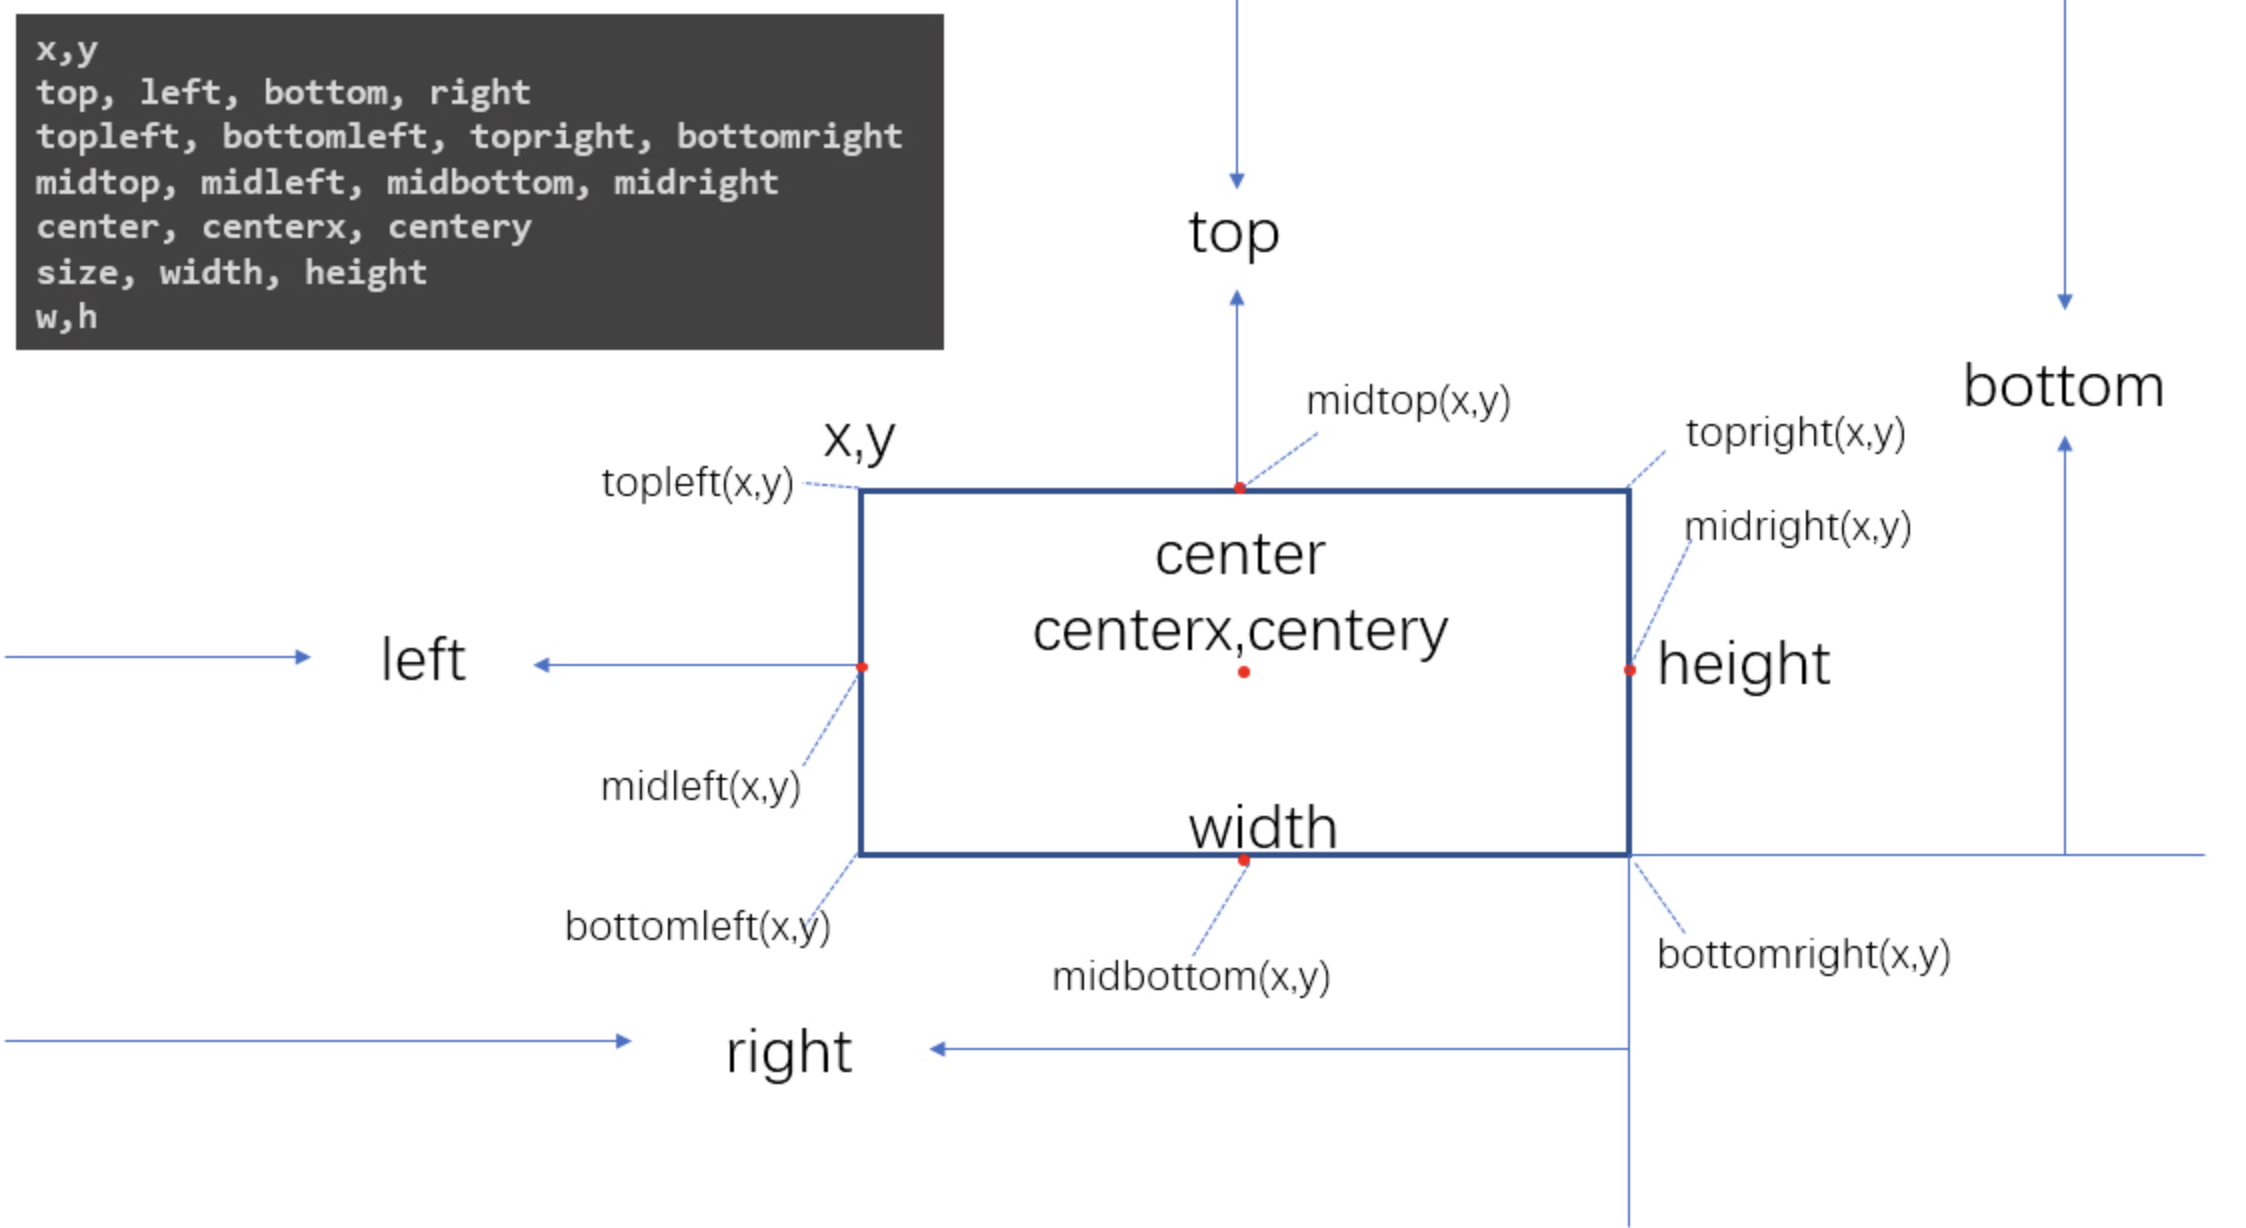 x,y
top, left, bottom, right
topleft, bottomleft, topright, bottomright
midtop, midleft, midbottom, midright
center, centerx, centery
size, width, height
w,h
top
bottom
midtop(x,y)
topright(x,y)
x,y
topleft(x,y)
midright(x,y)
center
centerx,centery
left
height
midleft(x,y)
width
bottomleft(x,y)
midbottom(x,y)
bottomright(x,y)
right